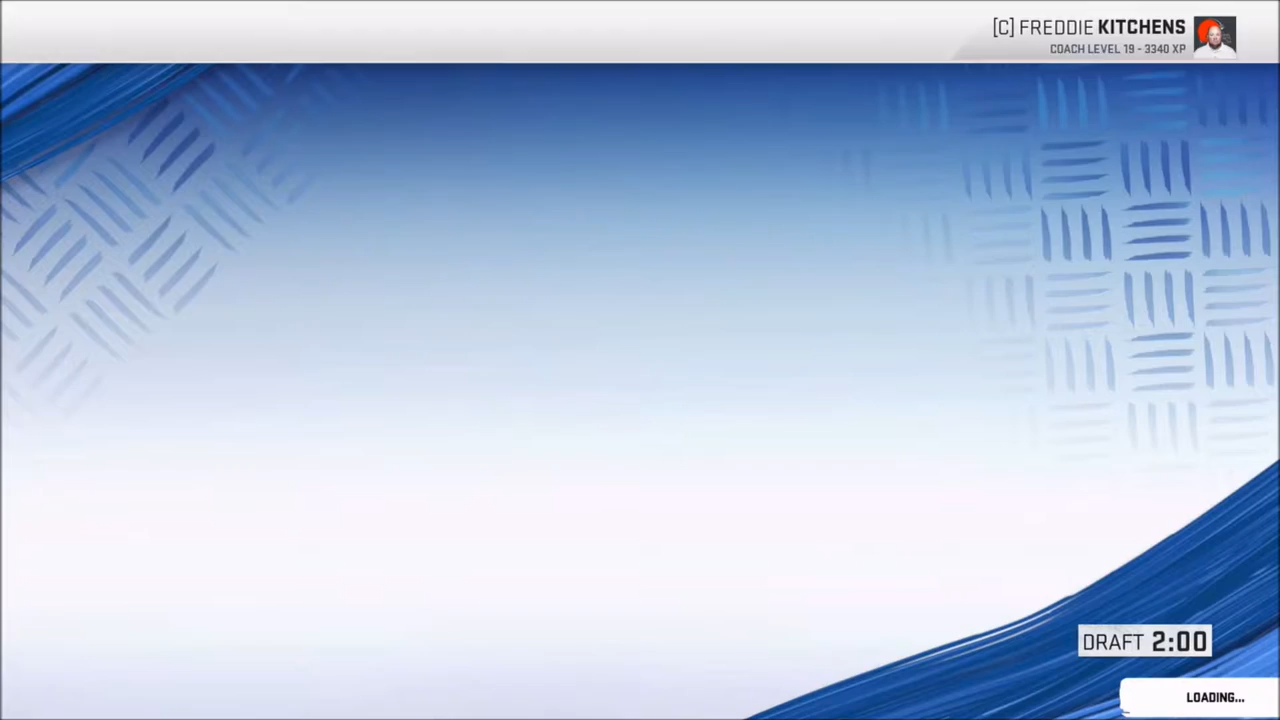 [C] FREDDIE KITCHENS
COACH LEVEL 19 - 3340 XP
DRAFT 2:00
LOADING...